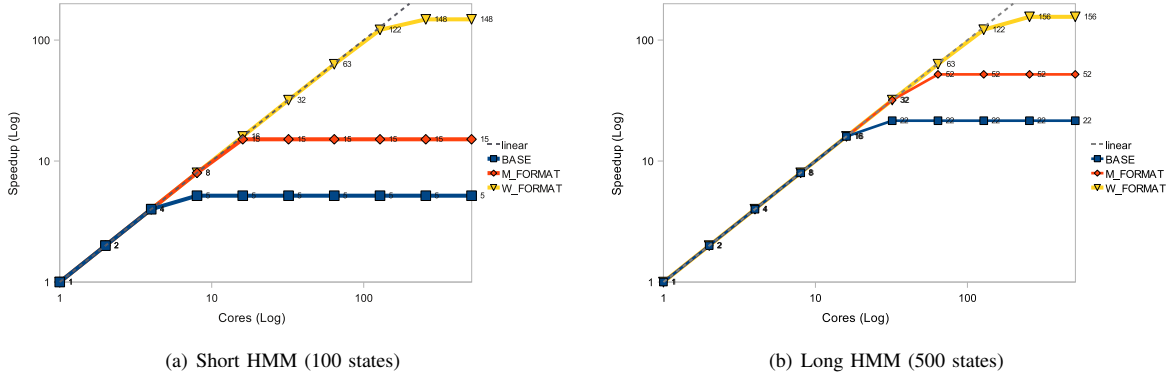 100
10
1
Speedup (Log)
1 10 100
Cores (Log)
1
2
4
8
16
32
63
122
148
148
15 15 15 15 15 15
5 5 5 5 5 5 5
linear
BASE
M_FORMAT
W_FORMAT
(a) Short HMM (100 states)
100
10
1
Speedup (Log)
1 10 100
Cores (Log)
1
2
4
8
16
32
63
122
156
156
52 52 52 52
22 22 22 22 22
linear
BASE
M_FORMAT
W_FORMAT
(b) Long HMM (500 states)